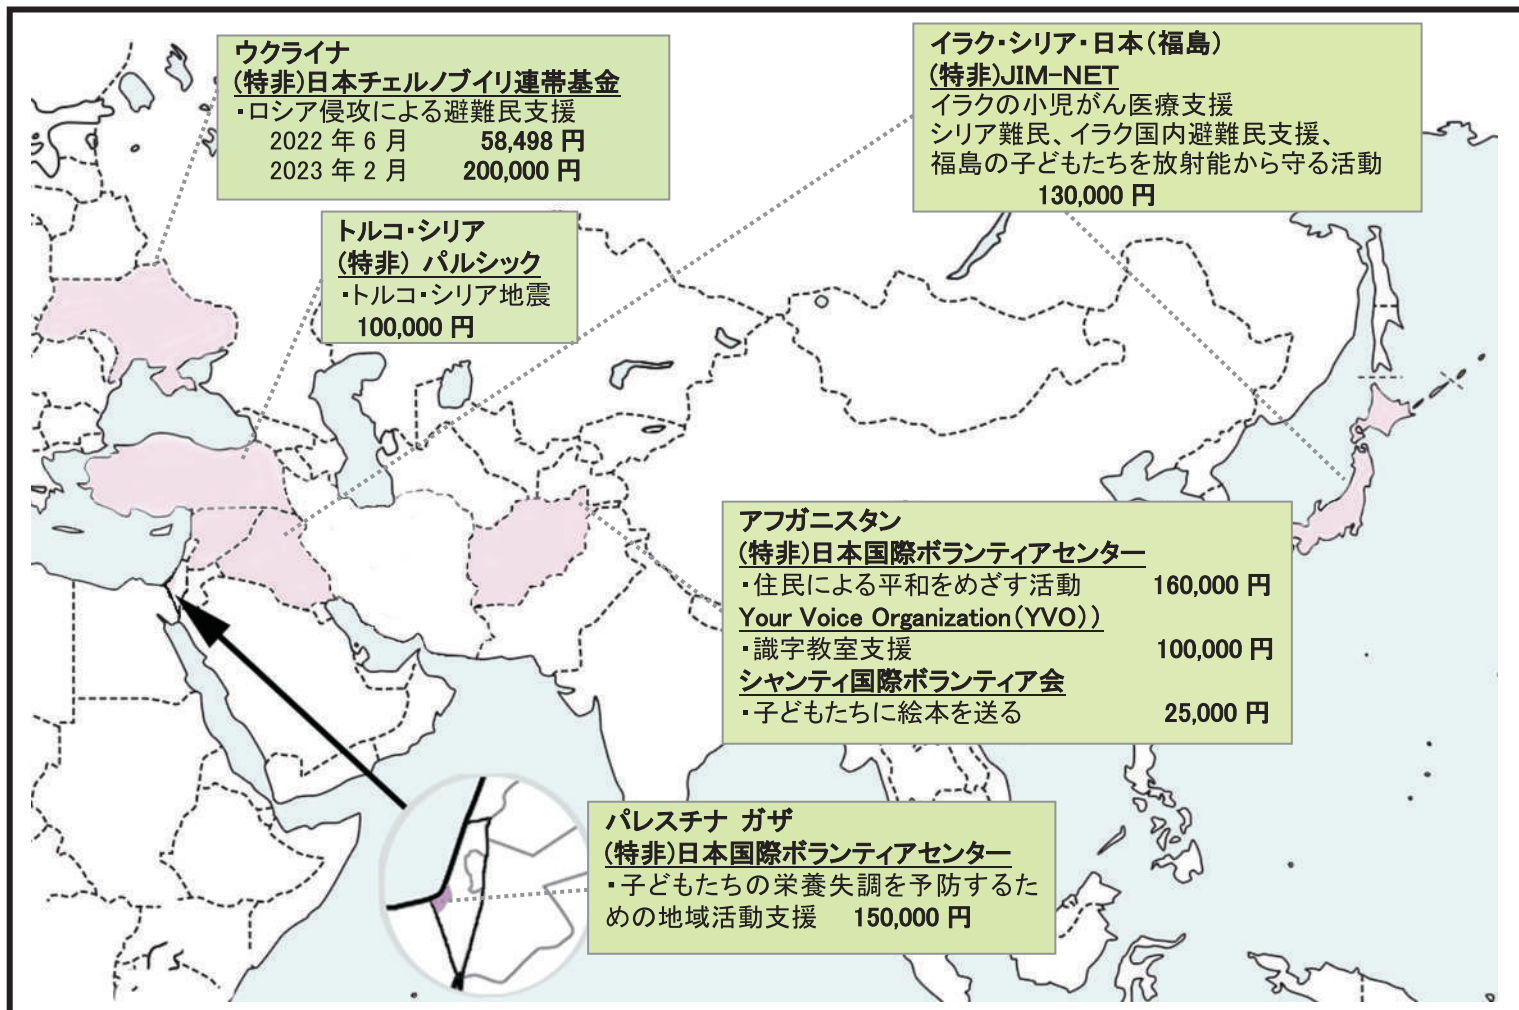 ウクライナ
(特非)日本チェルノブイリ連帯基金
・ロシア侵攻による避難民支援
2022 年 6 月 58,498 円
2023 年 2 月 200,000 円
トルコ・シリア
(特非) パルシック
・トルコ・シリア地震
100,000 円
イラク・シリア・日本(福島)
(特非)JIM-NET
イラクの小児がん医療支援
シリア難民、イラク国内避難民支援、
福島の子どもたちを放射能から守る活動
130,000 円
アフガニスタン
(特非)日本国際ボランティアセンター
・住民による平和をめざす活動 160,000 円
Your Voice Organization(YVO))
・識字教室支援 100,000 円
シャンティ国際ボランティア会
・子どもたちに絵本を送る 25,000 円
パレスチナ ガザ
(特非)日本国際ボランティアセンター
・子どもたちの栄養失調を予防するた
めの地域活動支援 150,000 円